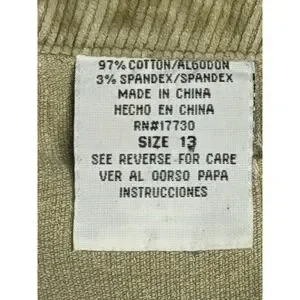 97% COTTON/ALGODON
3% SPANDEX/SPANDEX
MADE IN CHINA
HECHO EN CHINA
RN#17730
SIZE 13
SEE REVERSE FOR CARE
VER AL DORSO PAPA
INSTRUCCIONES